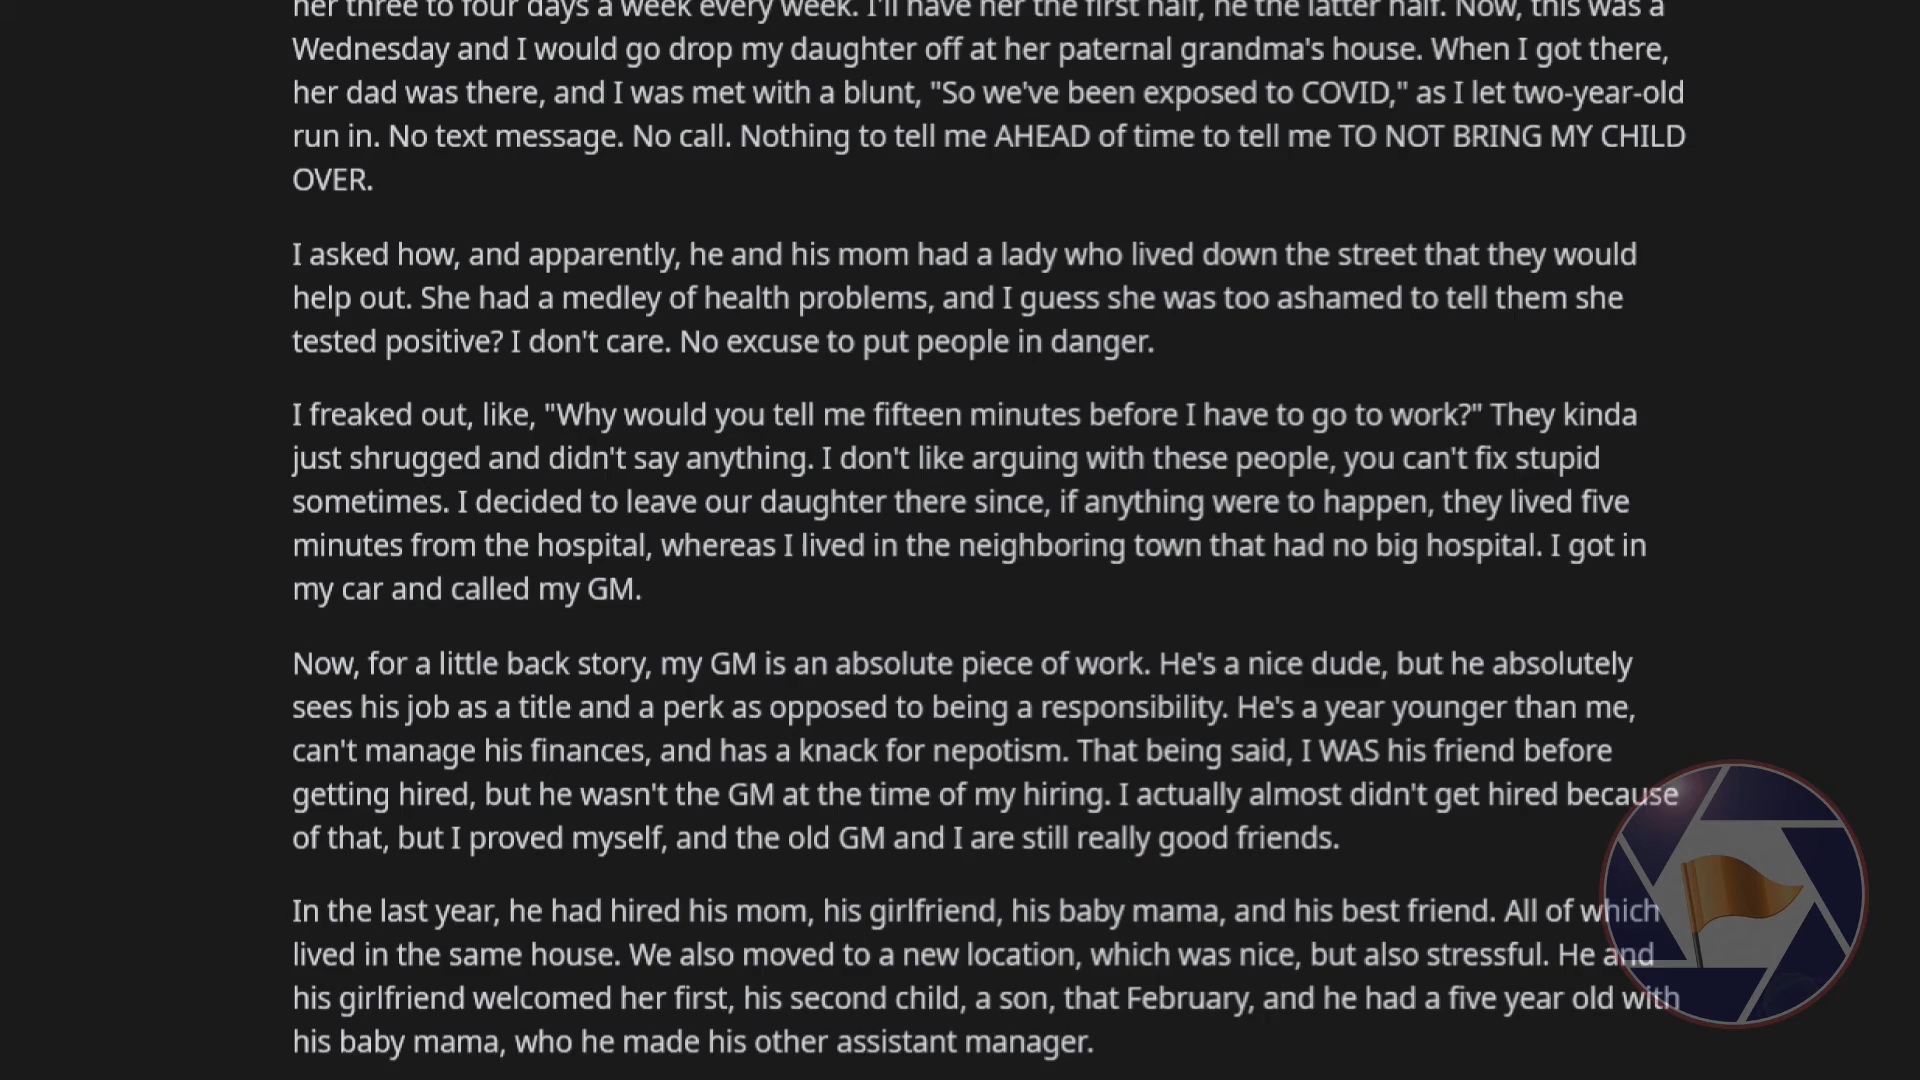 her three to four days a week every week. I'll have her the first half, he the latter half. Now, this was a
Wednesday and I would go drop my daughter off at her paternal grandma's house. When I got there,
her dad was there, and I was met with a blunt, "So we've been exposed to COVID," as I let two-year-old
run in. No text message. No call. Nothing to tell me AHEAD of time to tell me TO NOT BRING MY CHILD
OVER.
I asked how, and apparently, he and his mom had a lady who lived down the street that they would
help out. She had a medley of health problems, and I guess she was too ashamed to tell them she
tested positive? I don't care. No excuse to put people in danger.
I freaked out, like, "Why would you tell me fifteen minutes before I have to go to work?" They kinda
just shrugged and didn't say anything. I don't like arguing with these people, you can't fix stupid
sometimes. I decided to leave our daughter there since, if anything were to happen, they lived five
minutes from the hospital, whereas I lived in the neighboring town that had no big hospital. I got in
my car and called my GM.
Now, for a little back story, my GM is an absolute piece of work. He's a nice dude, but he absolutely
sees his job as a title and a perk as opposed to being a responsibility. He's a year younger than me,
can't manage his finances, and has a knack for nepotism. That being said, I WAS his friend before
getting hired, but he wasn't the GM at the time of my hiring. I actually almost didn't get hired because
of that, but I proved myself, and the old GM and I are still really good friends.
In the last year, he had hired his mom, his girlfriend, his baby mama, and his best friend. All of which
lived in the same house. We also moved to a new location, which was nice, but also stressful. He and
his girlfriend welcomed her first, his second child, a son, that February, and he had a five year old with
his baby mama, who he made his other assistant manager.